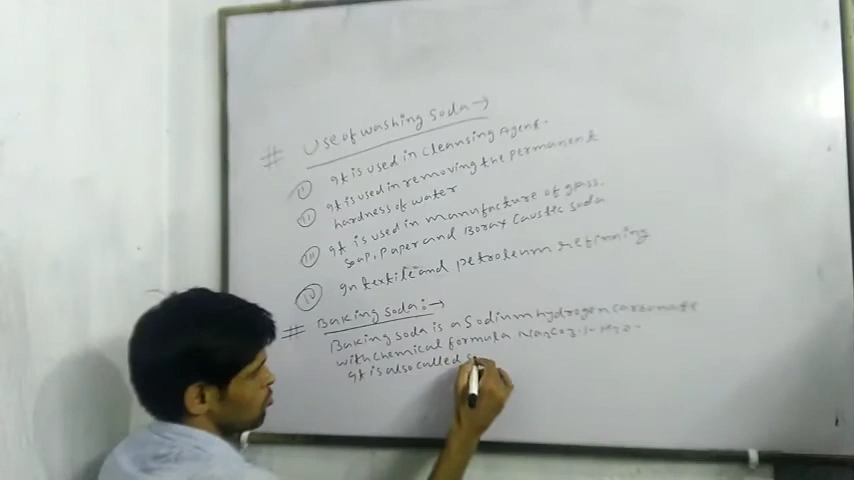 # Use of washing soda →
(i) It is used in cleansing Agent.
(ii) It is used in removing the permanent
hardness of water
(iii) It is used in manufacture of glass.
soap, Paper and Borax Caustic soda
(iv) In textile and petroleum refinning
# Baking soda :→
Baking soda is a Sodium hydrogen carbonate
with chemical formula
It is also called s